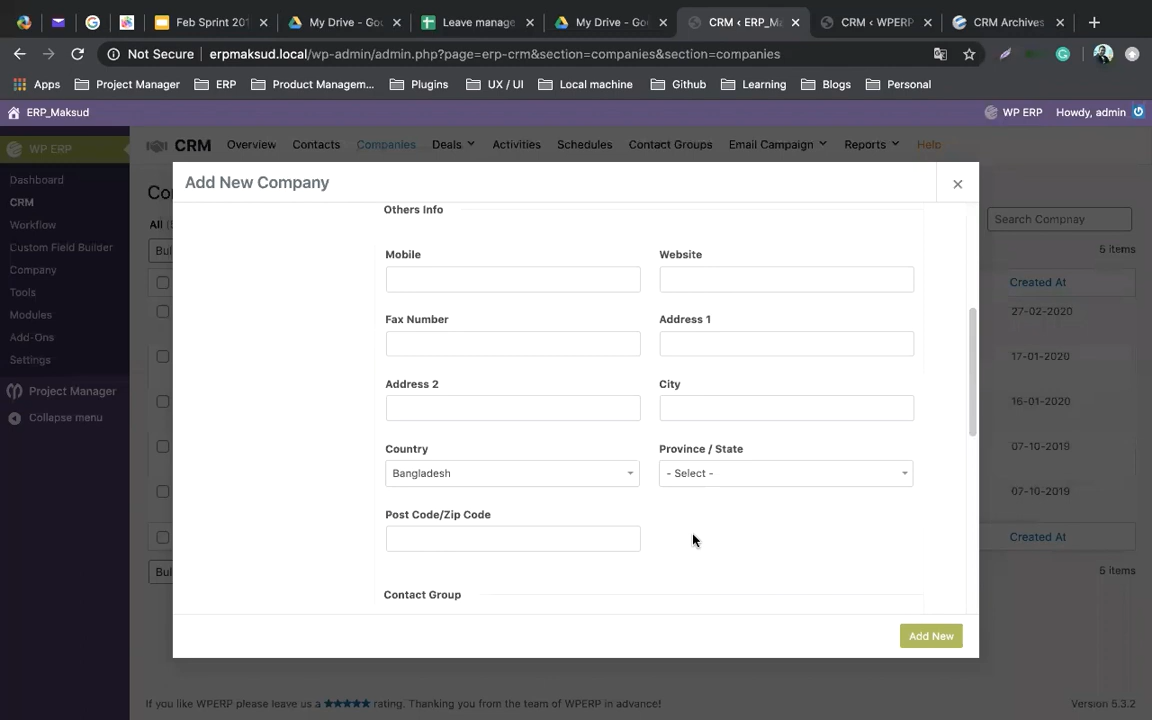 Feb Sprint 201
My Drive - Goo
Leave manage
My Drive - Go
CRM ‹ ERP_Ma
CRM ‹ WPERP
CRM Archives
Not Secure erpmaksud.local/wp-admin/admin.php?page=erp-crm&section=companies&section=companies
Apps Project Manager ERP Product Managem... Plugins UX / UI Local machine Github Learning Blogs Personal
ERP_Maksud WP ERP Howdy, admin
WP ERP
Dashboard
CRM
Workflow
Custom Field Builder
Company
Tools
Modules
Add-Ons
Settings
Project Manager
Collapse menu
CRM Overview Contacts Companies Deals Activities Schedules Contact Groups Email Campaign Reports Help
Co
All (
Bul
Search Compnay
5 items
Created At
27-02-2020
17-01-2020
16-01-2020
07-10-2019
07-10-2019
Created At
Bul
5 items
Add New Company
×
Others Info
Mobile Website
Fax Number Address 1
Address 2 City
Country Province / State
Bangladesh - Select -
Post Code/Zip Code
Contact Group
Add New
If you like WPERP please leave us a ★★★★★ rating. Thanking you from the team of WPERP in advance! Version 5.3.2